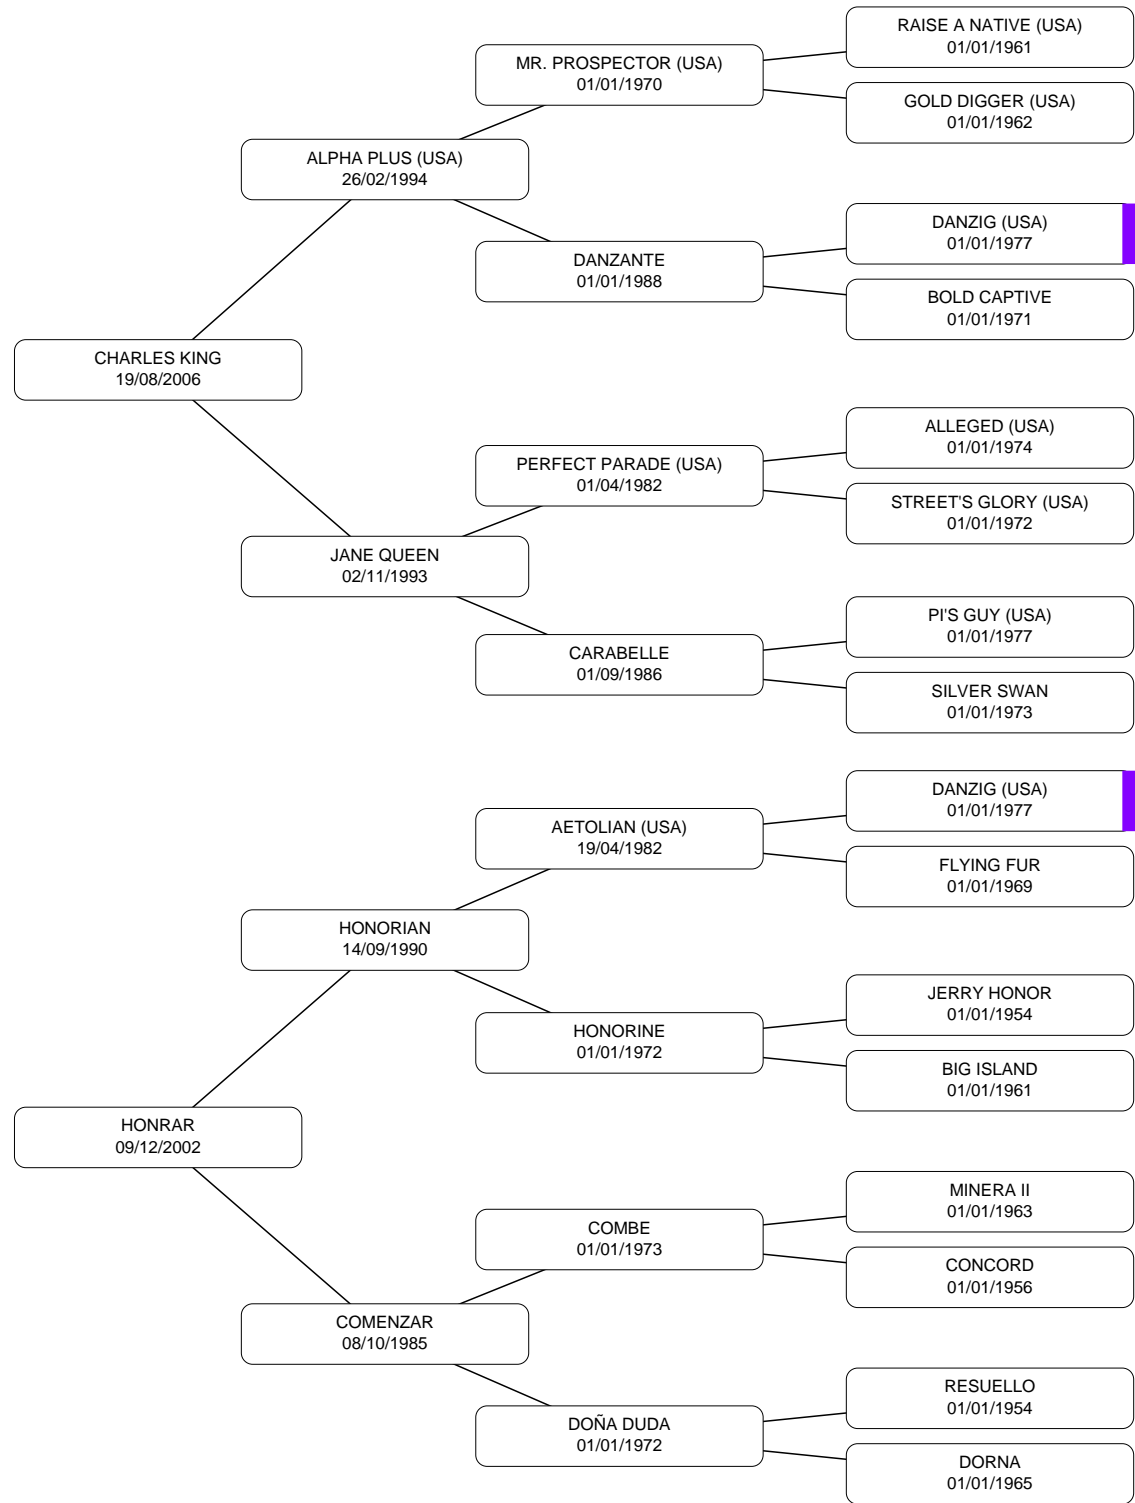 RAISE A NATIVE (USA)
01/01/1961
MR. PROSPECTOR (USA)
01/01/1970
GOLD DIGGER (USA)
01/01/1962
ALPHA PLUS (USA)
26/02/1994
DANZIG (USA)
01/01/1977
DANZANTE
01/01/1988
BOLD CAPTIVE
01/01/1971
CHARLES KING
19/08/2006
ALLEGED (USA)
01/01/1974
PERFECT PARADE (USA)
01/04/1982
STREET'S GLORY (USA)
01/01/1972
JANE QUEEN
02/11/1993
PI'S GUY (USA)
01/01/1977
CARABELLE
01/09/1986
SILVER SWAN
01/01/1973
DANZIG (USA)
01/01/1977
AETOLIAN (USA)
19/04/1982
FLYING FUR
01/01/1969
HONORIAN
14/09/1990
JERRY HONOR
01/01/1954
HONORINE
01/01/1972
BIG ISLAND
01/01/1961
HONRAR
09/12/2002
MINERA II
01/01/1963
COMBE
01/01/1973
CONCORD
01/01/1956
COMENZAR
08/10/1985
RESUELLO
01/01/1954
DOÑA DUDA
01/01/1972
DORNA
01/01/1965